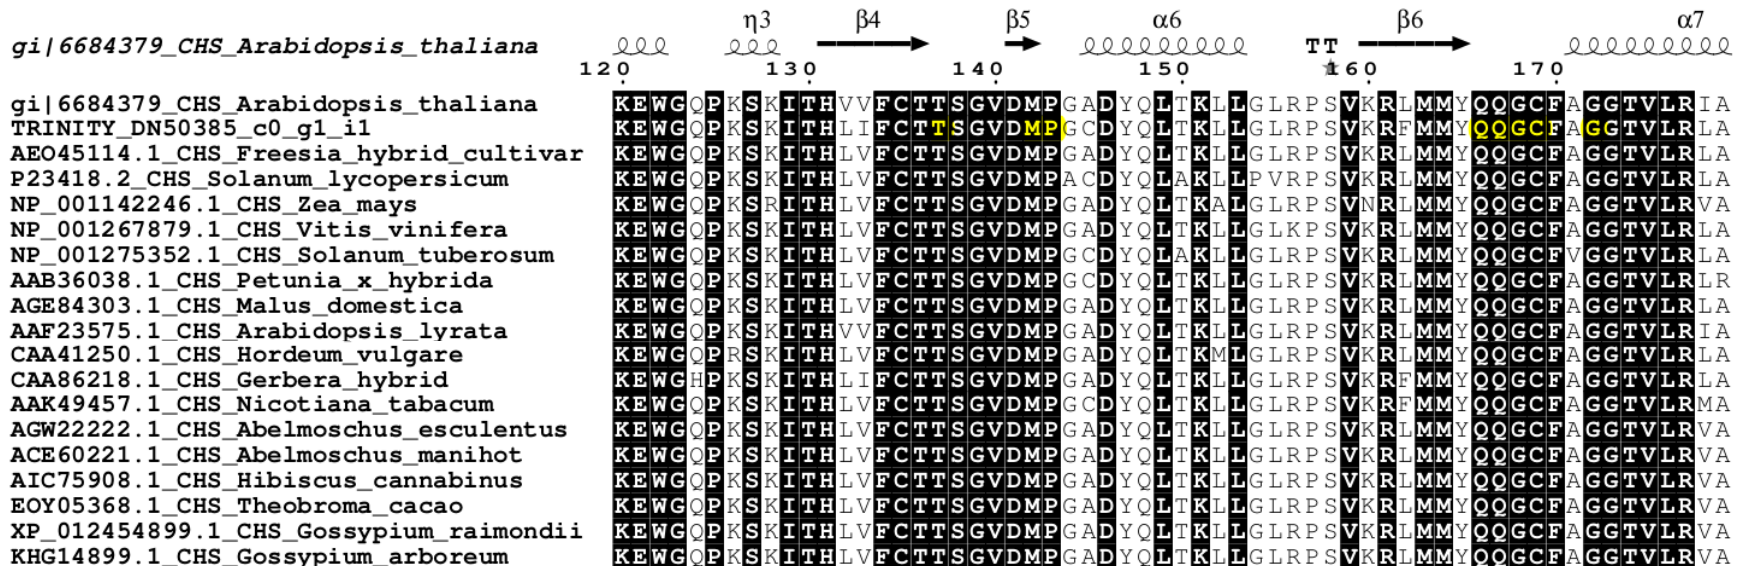 η3 β4 β5 α6 β6 α7
gi|6684379_CHS_Arabidopsis_thaliana TT
120 130 140 150 160 170
gi|6684379_CHS_Arabidopsis_thaliana KEWGQPKSKITHVVFCTTSGVDMPGADYQLTKLLGLRPSVKRLMMYQQGCFAGGTVLRIA
TRINITY_DN50385_c0_g1_i1 KEWGQPKSKITHLIFCTTSGVDMPGCDYQLTKLLGLRPSVKRFMMYQQGCFAGGTVLRLA
AEO45114.1_CHS_Freesia_hybrid_cultivar KEWGQPKSKITHLVFCTTSGVDMPGADYQLTKLLGLRPSVKRLMMYQQGCFAGGTVLRLA
P23418.2_CHS_Solanum_lycopersicum KEWGQPKSKITHLVFCTTSGVDMPACDYQLAKLLPVRPSVKRLMMYQQGCFAGGTVLRLA
NP_001142246.1_CHS_Zea_mays KEWGQPKSRITHLVFCTTSGVDMPGADYQLTKALGLRPSVNRLMMYQQGCFAGGTVLRVA
NP_001267879.1_CHS_Vitis_vinifera KEWGQPKSKITHLVFCTTSGVDMPGADYQLTKLLGLKPSVKRLMMYQQGCFAGGTVLRLA
NP_001275352.1_CHS_Solanum_tuberosum KEWGQPKSKITHLVFCTTSGVDMPGCDYQLAKLLGLRPSVKRLMMYQQGCFVGGTVLRLA
AAB36038.1_CHS_Petunia_x_hybrida KEWGQPKSKITHLVFCTTSGVDMPGCDYQLTKLLGLRPSVKRLMMYQQGCFAGGTVLRLR
AGE84303.1_CHS_Malus_domestica KEWGQPKSKITHLVFCTTSGVDMPGADYQLTKLLGLRPSVKRLMMYQQGCFAGGTVLRLA
AAF23575.1_CHS_Arabidopsis_lyrata KEWGQPKSKITHVVFCTTSGVDMPGADYQLTKLLGLRPSVKRLMMYQQGCFAGGTVLRIA
CAA41250.1_CHS_Hordeum_vulgare KEWGQPRSKITHLVFCTTSGVDMPGADYQLTKMLGLRPSVKRLMMYQQGCFAGGTVLRLA
CAA86218.1_CHS_Gerbera_hybrid KEWGHPKSKITHLIFCTTSGVDMPGADYQLTKLLGLRPSVKRFMMYQQGCFAGGTVLRLA
AAK49457.1_CHS_Nicotiana_tabacum KEWGQPKSKITHLVFCTTSGVDMPGCDYQLTKLLGLRPSVKRFMMYQQGCFAGGTVLRMA
AGW22222.1_CHS_Abelmoschus_esculentus KEWGQPKSKITHLVFCTTSGVDMPGADYQLTKLLGLRPSVKRLMMYQQGCFAGGTVLRVA
ACE60221.1_CHS_Abelmoschus_manihot KEWGQPKSKITHLVFCTTSGVDMPGADYQLTKLLGLRPSVKRLMMYQQGCFAGGTVLRVA
AIC75908.1_CHS_Hibiscus_cannabinus KEWGQPKSKITHLVFCTTSGVDMPGADYQLTKLLGLRPSVKRLMMYQQGCFAGGTVLRVA
EOY05368.1_CHS_Theobroma_cacao KEWGQPKSKITHLVFCTTSGVDMPGADYQLTKLLGLRPSVKRLMMYQQGCFAGGTVLRVA
XP_012454899.1_CHS_Gossypium_raimondii KEWGQPKSKITHLVFCTTSGVDMPGADYQLTKLLGLRPSVKRLMMYQQGCFAGGTVLRVA
KHG14899.1_CHS_Gossypium_arboreum KEWGQPKSKITHLVFCTTSGVDMPGADYQLTKLLGLRPSVKRLMMYQQGCFAGGTVLRVA